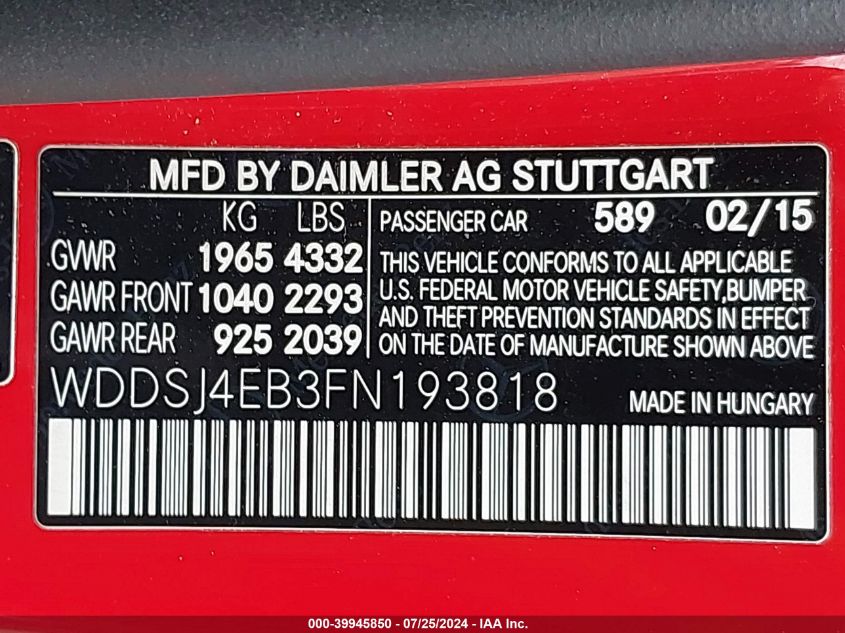 MFD BY DAIMLER AG STUTTGART
KG LBS PASSENGER CAR 589 02/15
GVWR 1965 4332 THIS VEHICLE CONFORMS TO ALL APPLICABLE
GAWR FRONT 1040 2293 U.S. FEDERAL MOTOR VEHICLE SAFETY,BUMPER
AND THEFT PREVENTION STANDARDS IN EFFECT
GAWR REAR 925 2039 ON THE DATE OF MANUFACTURE SHOWN ABOVE
WDDSJ4EB3FN193818 MADE IN HUNGARY
000-39945850 - 07/25/2024 - IAA Inc.